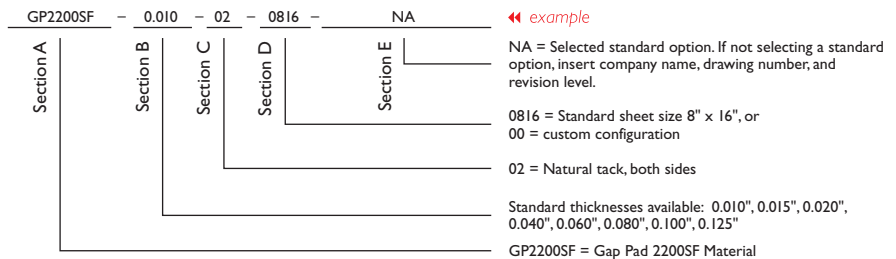 GP2200SF – 0.010 – 02 – 0816 – NA
◄◄ example
Section A
Section B
Section C
Section D
Section E
NA = Selected standard option. If not selecting a standard
option, insert company name, drawing number, and
revision level.
0816 = Standard sheet size 8" x 16", or
00 = custom configuration
02 = Natural tack, both sides
Standard thicknesses available: 0.010", 0.015", 0.020",
0.040", 0.060", 0.080", 0.100", 0.125"
GP2200SF = Gap Pad 2200SF Material